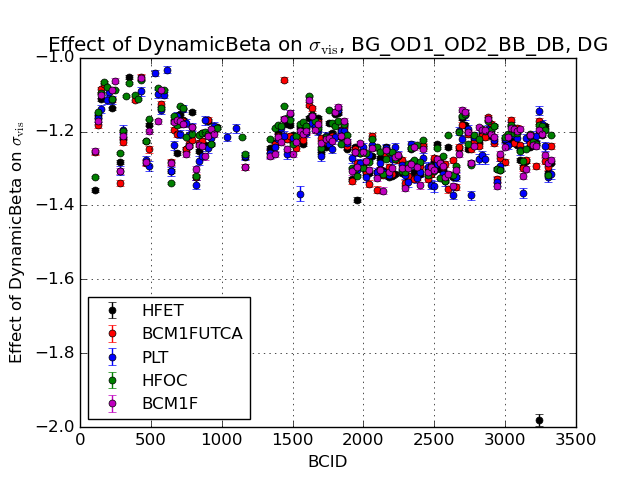 Effect of DynamicBeta on σvis, BG_OD1_OD2_BB_DB, DG
Effect of DynamicBeta on σvis
−1.0
−1.2
−1.4
−1.6
−1.8
−2.0
HFET
BCM1FUTCA
PLT
HFOC
BCM1F
0 500 1000 1500 2000 2500 3000 3500
BCID